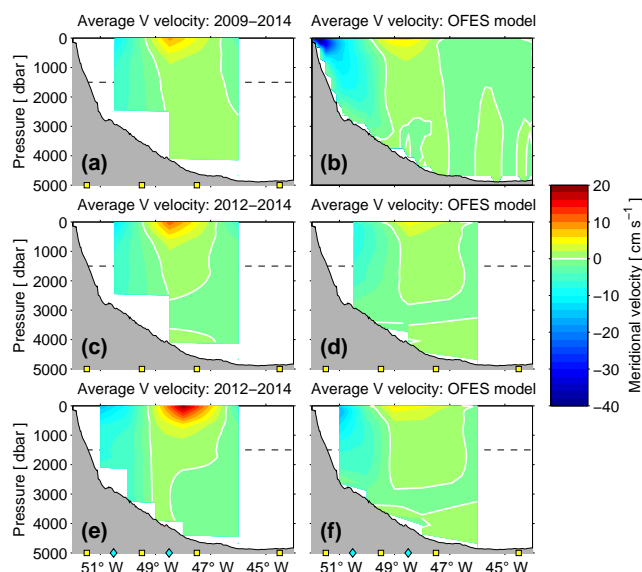 Average V velocity: 2009−2014
Average V velocity: OFES model
0
1000
2000
3000
4000
5000
Pressure [ dbar]
(a)
(b)
Average V velocity: 2012−2014
Average V velocity: OFES model
0
1000
2000
3000
4000
5000
Pressure [ dbar]
(c)
(d)
Average V velocity: 2012−2014
Average V velocity: OFES model
0
1000
2000
3000
4000
5000
Pressure [ dbar]
(e)
(f)
51° W
49° W
47° W
45° W
51° W
49° W
47° W
45° W
20
10
0
−10
−20
−30
−40
Meridional velocity [ cm s−1]